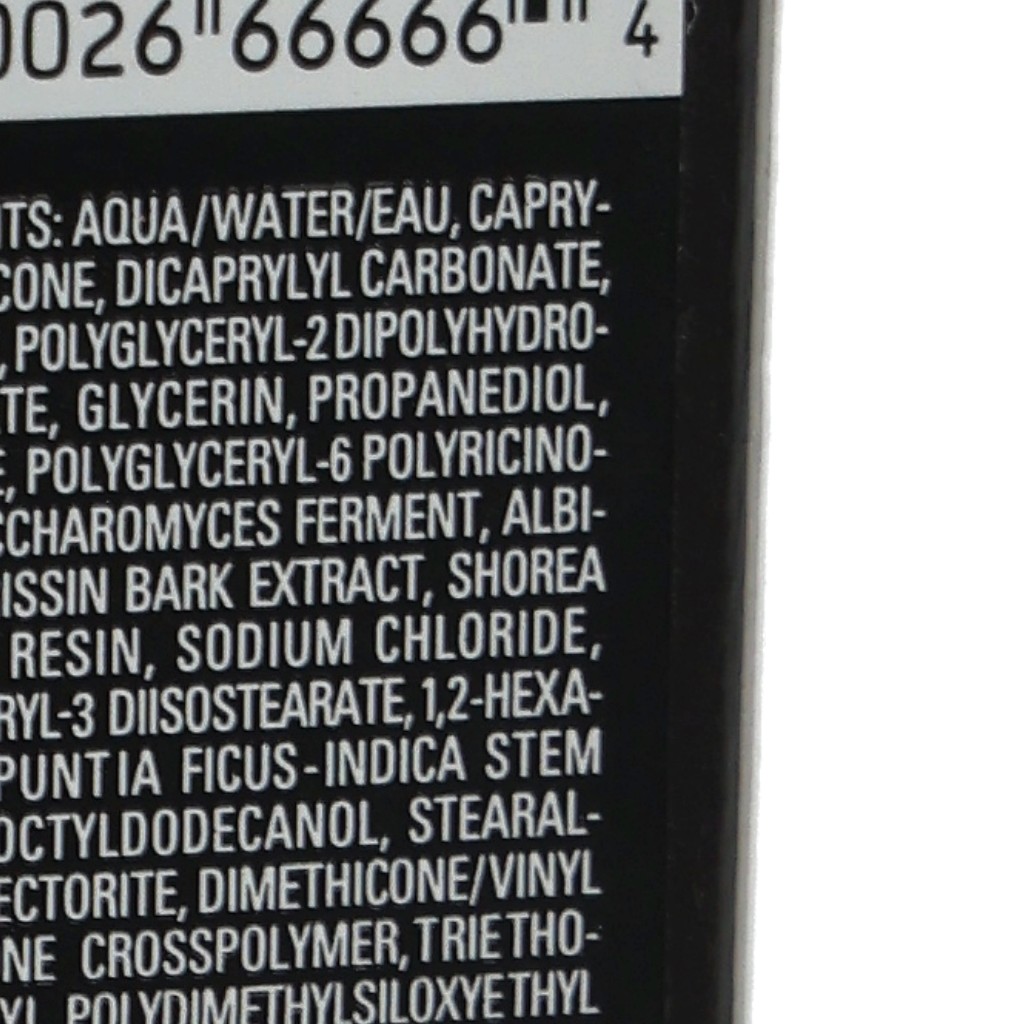 0026 66666 4
TS: AQUA/WATER/EAU, CAPRY-
CONE, DICAPRYLYL CARBONATE,
, POLYGLYCERYL-2 DIPOLYHYDRO-
TE, GLYCERIN, PROPANEDIOL,
E, POLYGLYCERYL-6 POLYRICINO-
CCHAROMYCES FERMENT, ALBI-
ISSIN BARK EXTRACT, SHOREA
RESIN, SODIUM CHLORIDE,
RYL-3 DIISOSTEARATE, 1,2-HEXA-
PUNTIA FICUS-INDICA STEM
OCTYLDODECANOL, STEARAL-
ECTORITE, DIMETHICONE/VINYL
NE CROSSPOLYMER, TRIETHO-
YL POLYDIMETHYLSILOXYETHYL